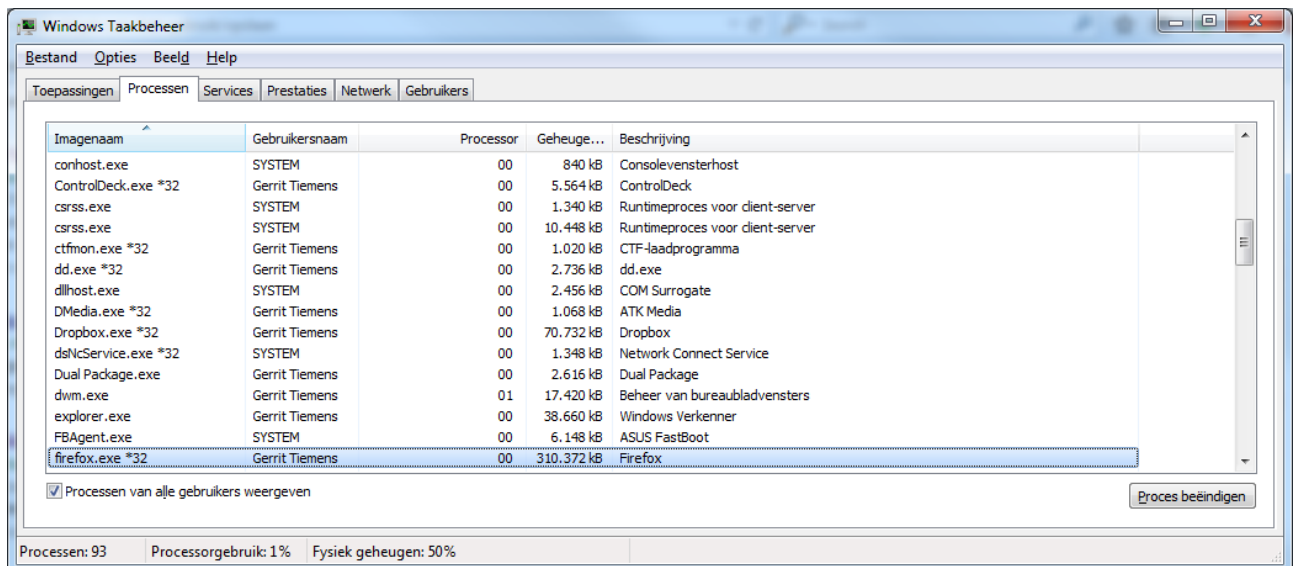 Windows Taakbeheer
Bestand Opties Beeld Help
Toepassingen Processen Services Prestaties Netwerk Gebruikers
Imagenaam Gebruikersnaam Processor Geheuge... Beschrijving
conhost.exe SYSTEM 00 840 kB Consolevensterhost
ControlDeck.exe *32 Gerrit Tiemens 00 5.564 kB ControlDeck
csrss.exe SYSTEM 00 1.340 kB Runtimeproces voor client-server
csrss.exe SYSTEM 00 10.448 kB Runtimeproces voor client-server
ctfmon.exe *32 Gerrit Tiemens 00 1.020 kB CTF-laadprogramma
dd.exe *32 Gerrit Tiemens 00 2.736 kB dd.exe
dllhost.exe SYSTEM 00 2.456 kB COM Surrogate
DMedia.exe *32 Gerrit Tiemens 00 1.068 kB ATK Media
Dropbox.exe *32 Gerrit Tiemens 00 70.732 kB Dropbox
dsNcService.exe *32 SYSTEM 00 1.348 kB Network Connect Service
Dual Package.exe Gerrit Tiemens 00 2.616 kB Dual Package
dwm.exe Gerrit Tiemens 01 17.420 kB Beheer van bureaubladvensters
explorer.exe Gerrit Tiemens 00 38.660 kB Windows Verkenner
FBAgent.exe SYSTEM 00 6.148 kB ASUS FastBoot
firefox.exe *32 Gerrit Tiemens 00 310.372 kB Firefox
Processen van alle gebruikers weergeven
Proces beëindigen
Processen: 93 Processorgebruik: 1% Fysiek geheugen: 50%